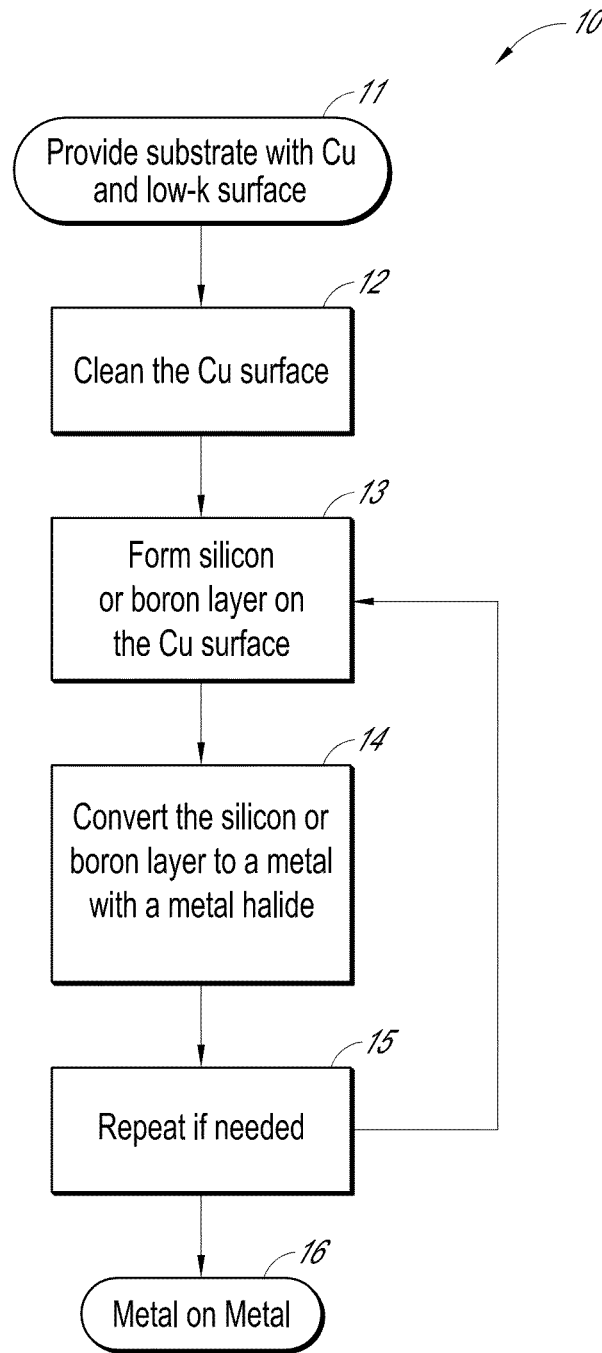 10
11
Provide substrate with Cu
and low-k surface
12
Clean the Cu surface
13
Form silicon
or boron layer on
the Cu surface
14
Convert the silicon or
boron layer to a metal
with a metal halide
15
Repeat if needed
16
Metal on Metal